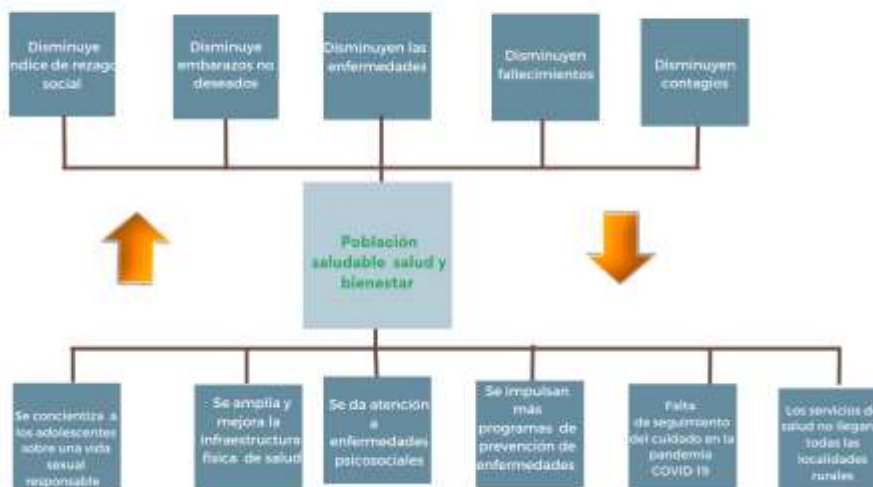 Disminuye
ndice de rezago
social
Disminuye
embarazos no
deseados
Disminuyen las
enfermedades
Disminuyen
fallecimientos
Disminuyen
contagios
Población
saludable salud y
bienestar
Se concientiza a
los adolescentes
sobre una vida
sexual
responsable
Se amplia y
mejora la
infraestructura
física de salud
Se da atención
a
enfermedades
psicosociales
Se impulsan
más
programas de
prevención de
enfermedades
Falta
de seguimiento
del cuidado en la
pandemia
COVID 19
Los servicios de
salud no llegan
todas las
localidades
rurales